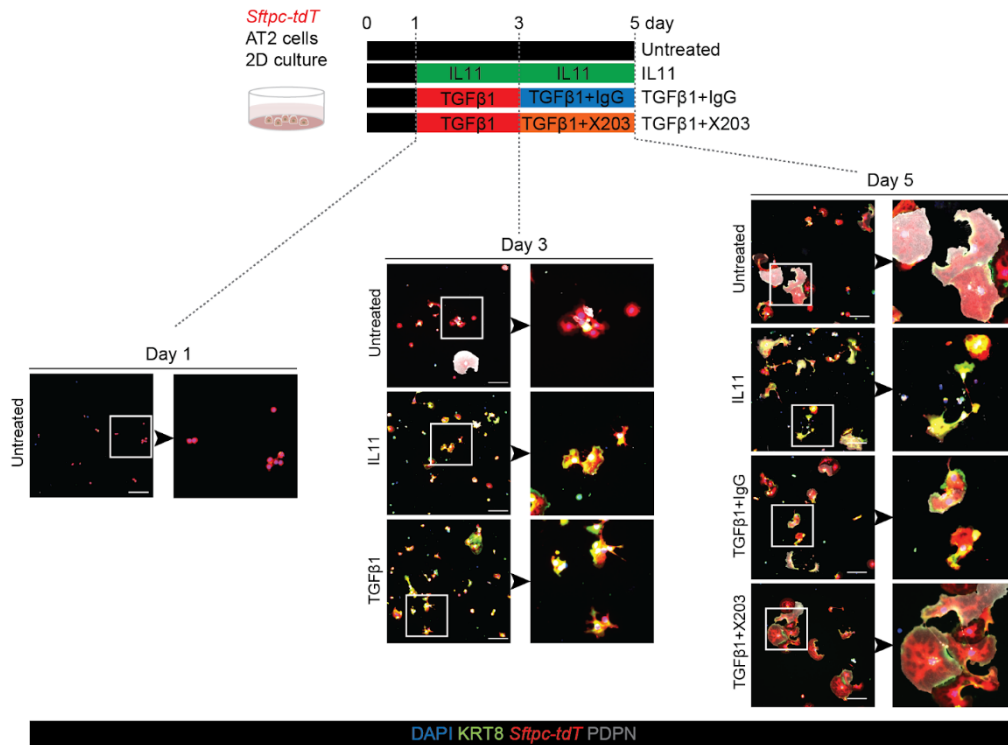 Sftpc-tdT
AT2 cells
2D culture
0 1 3 5 day
Untreated
IL11 IL11 IL11
TGFβ1 TGFβ1+IgG TGFβ1+IgG
TGFβ1 TGFβ1+X203 TGFβ1+X203
Day 1
Untreated
Day 3
Untreated
IL11
TGFβ1
Day 5
Untreated
IL11
TGFβ1+IgG
TGFβ1+X203
DAPI KRT8 Sftpc-tdT PDPN